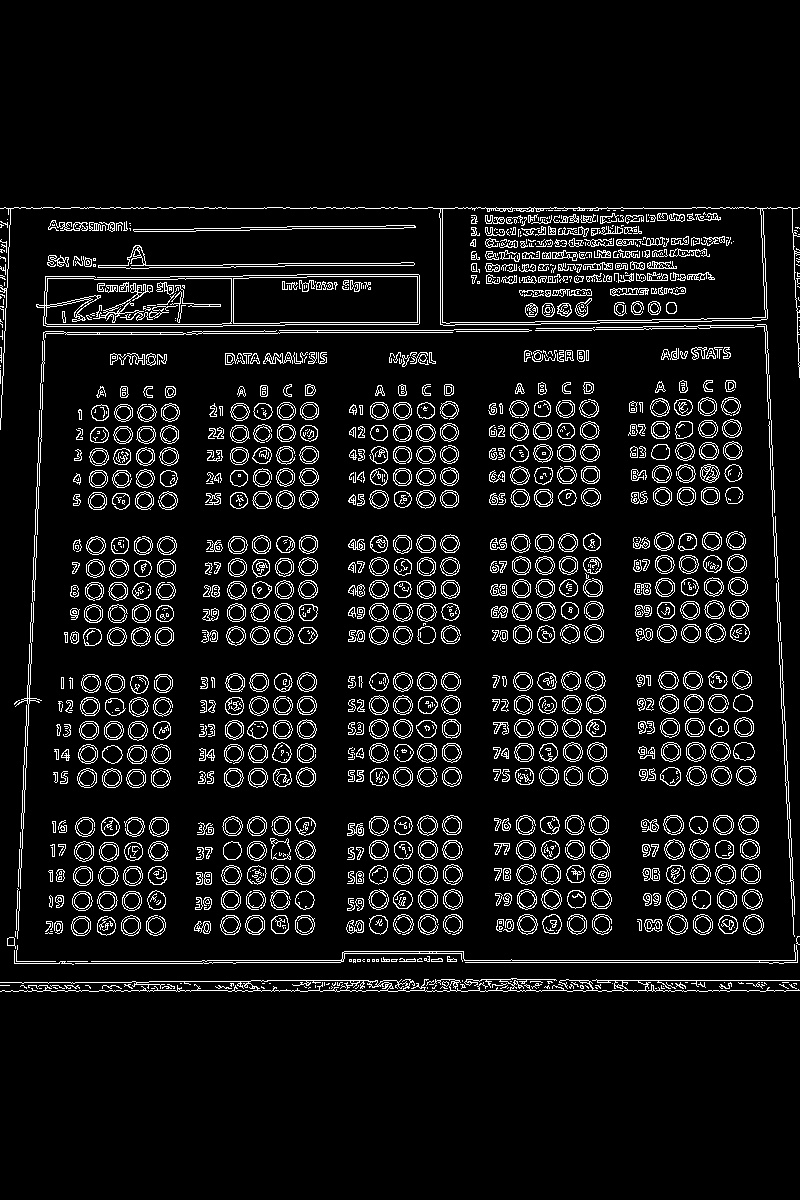 Assessment:
Set No: A
Candidate Sign:
Invigilator Sign:
2. Use only blue/ black ball point pen to fill the circles.
3. Use of pencil is strictly prohibited.
4. Circles should be darkened completely and properly.
5. Cutting and erasing on this sheet is not allowed.
6. Do not use any stray marks on the sheet.
7. Do not use marker or white fluid to hide the mark.
WRONG METHODS CORRECT METHOD
PYTHON DATA ANALYSIS MySQL POWER BI Adv STATS
A B C D A B C D A B C D A B C D A B C D
1 21 41 61 81
2 22 42 62 82
3 23 43 63 83
4 24 44 64 84
5 25 45 65 85
6 26 46 66 86
7 27 47 67 87
8 28 48 68 88
9 29 49 69 89
10 30 50 70 90
11 31 51 71 91
12 32 52 72 92
13 33 53 73 93
14 34 54 74 94
15 35 55 75 95
16 36 56 76 96
17 37 57 77 97
18 38 58 78 98
19 39 59 79 99
20 40 60 80 100